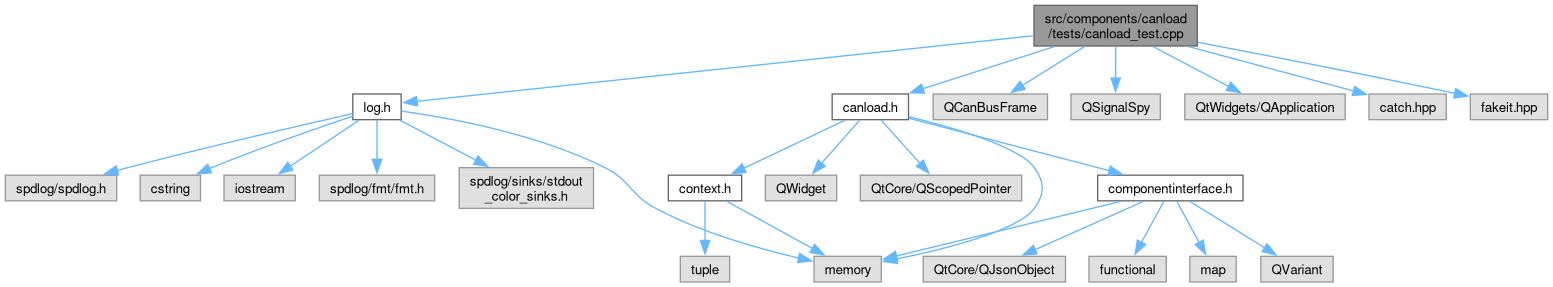 src/components/canload
/tests/canload_test.cpp
log.h
canload.h
QCanBusFrame
QSignalSpy
QtWidgets/QApplication
catch.hpp
fakeit.hpp
spdlog/spdlog.h
cstring
iostream
spdlog/fmt/fmt.h
spdlog/sinks/stdout
_color_sinks.h
context.h
QWidget
QtCore/QScopedPointer
componentinterface.h
tuple
memory
QtCore/QJsonObject
functional
map
QVariant